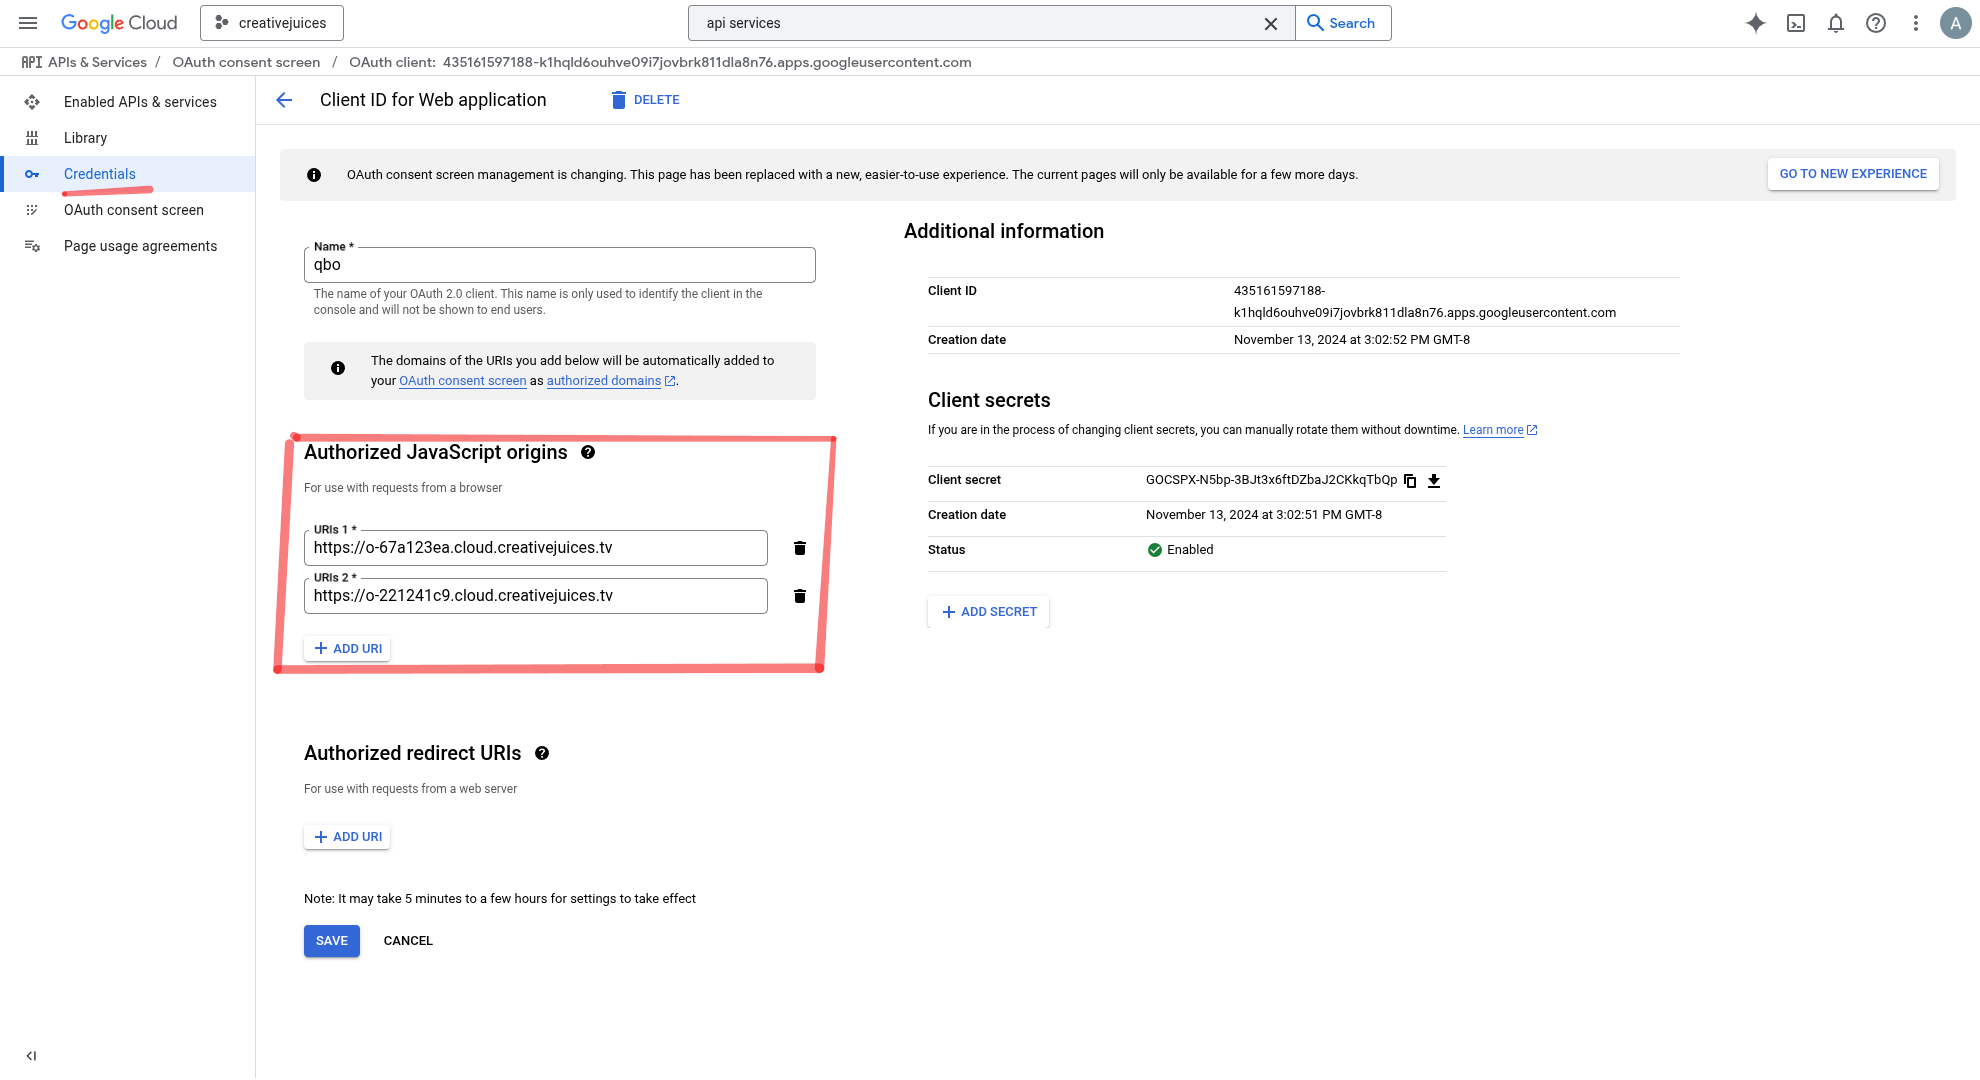 Google Cloud
creativejuices
api services
Search
A
API APIs & Services / OAuth consent screen / OAuth client: 435161597188-k1hqld6ouhve09i7jovbrk811dla8n76.apps.googleusercontent.com
Enabled APIs & services
Library
Credentials
OAuth consent screen
Page usage agreements
Client ID for Web application
DELETE
OAuth consent screen management is changing. This page has been replaced with a new, easier-to-use experience. The current pages will only be available for a few more days.
GO TO NEW EXPERIENCE
Name *
qbo
The name of your OAuth 2.0 client. This name is only used to identify the client in the
console and will not be shown to end users.
The domains of the URIs you add below will be automatically added to
your OAuth consent screen as authorized domains.
Authorized JavaScript origins
For use with requests from a browser
URIs 1 *
https://o-67a123ea.cloud.creativejuices.tv
URIs 2 *
https://o-221241c9.cloud.creativejuices.tv
ADD URI
Authorized redirect URIs
For use with requests from a web server
ADD URI
Note: It may take 5 minutes to a few hours for settings to take effect
SAVE
CANCEL
Additional information
Client ID
435161597188-
k1hqld6ouhve09i7jovbrk811dla8n76.apps.googleusercontent.com
Creation date
November 13, 2024 at 3:02:52 PM GMT-8
Client secrets
If you are in the process of changing client secrets, you can manually rotate them without downtime. Learn more
Client secret
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
Creation date
November 13, 2024 at 3:02:51 PM GMT-8
Status
Enabled
ADD SECRET